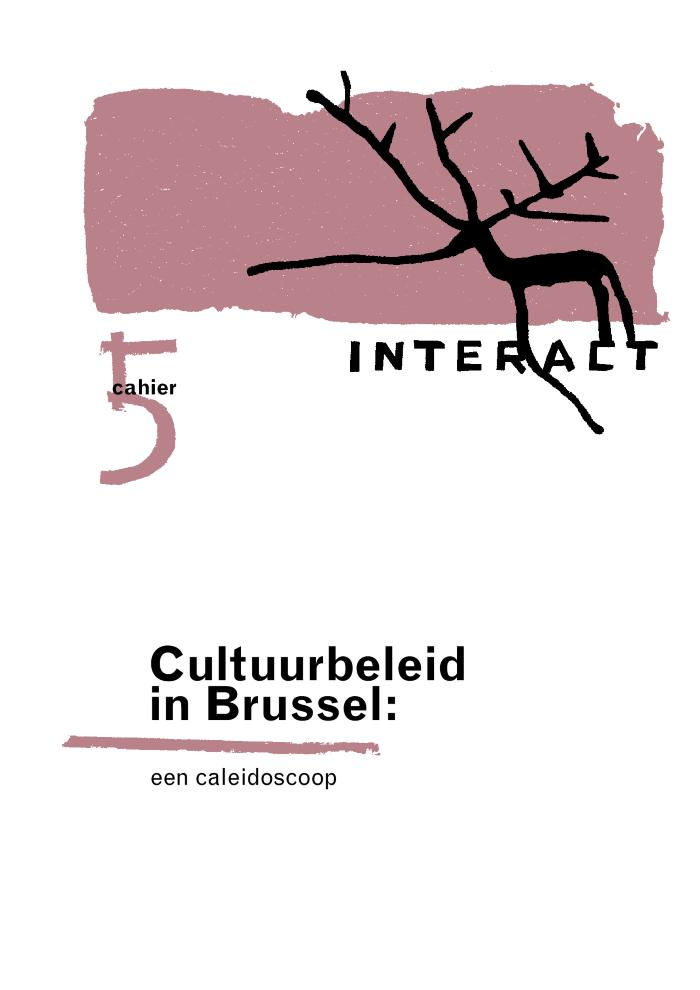 INTERACT
5
cahier
Cultuurbeleid
in Brussel:
een caleidoscoop